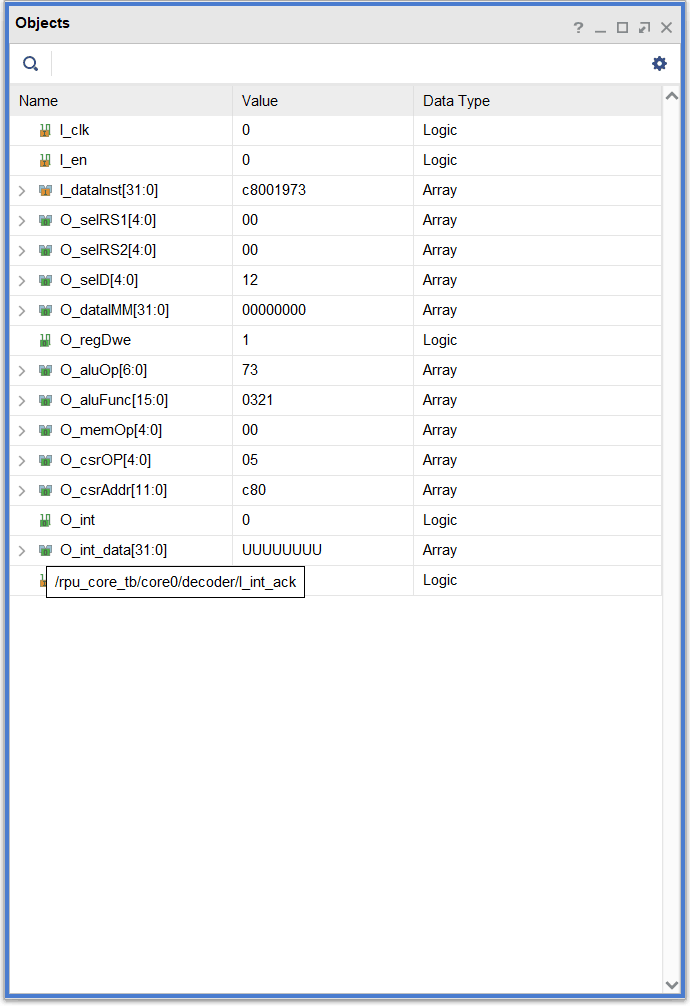 Objects
Name Value Data Type
I_clk 0 Logic
I_en 0 Logic
I_dataInst[31:0] c8001973 Array
O_selRS1[4:0] 00 Array
O_selRS2[4:0] 00 Array
O_selD[4:0] 12 Array
O_dataIMM[31:0] 00000000 Array
O_regDwe 1 Logic
O_aluOp[6:0] 73 Array
O_aluFunc[15:0] 0321 Array
O_memOp[4:0] 00 Array
O_csrOP[4:0] 05 Array
O_csrAddr[11:0] c80 Array
O_int 0 Logic
O_int_data[31:0] UUUUUUUU Array
/rpu_core_tb/core0/decoder/I_int_ack Logic